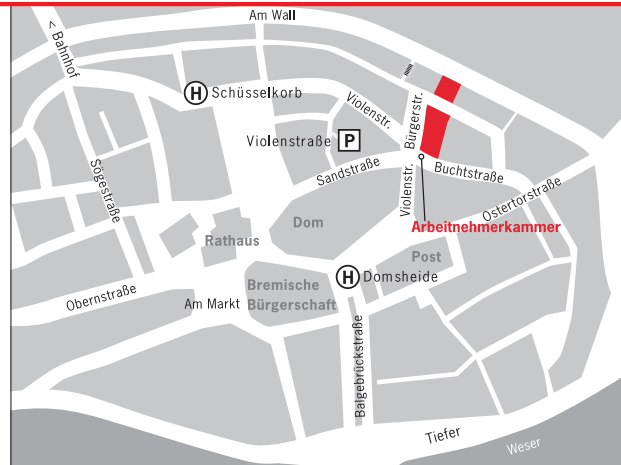 Am Wall
< Bahnhof
H Schüsselkorb
Violenstr.
Bürgerstr.
Violenstraße P
Sandstraße
Buchtstraße
Sögestraße
Violenstr.
Ostertorstraße
Dom
Arbeitnehmerkammer
Rathaus
Post
H Domsheide
Obernstraße
Am Markt
Bremische
Bürgerschaft
Balgebrückstraße
Tiefer
Weser